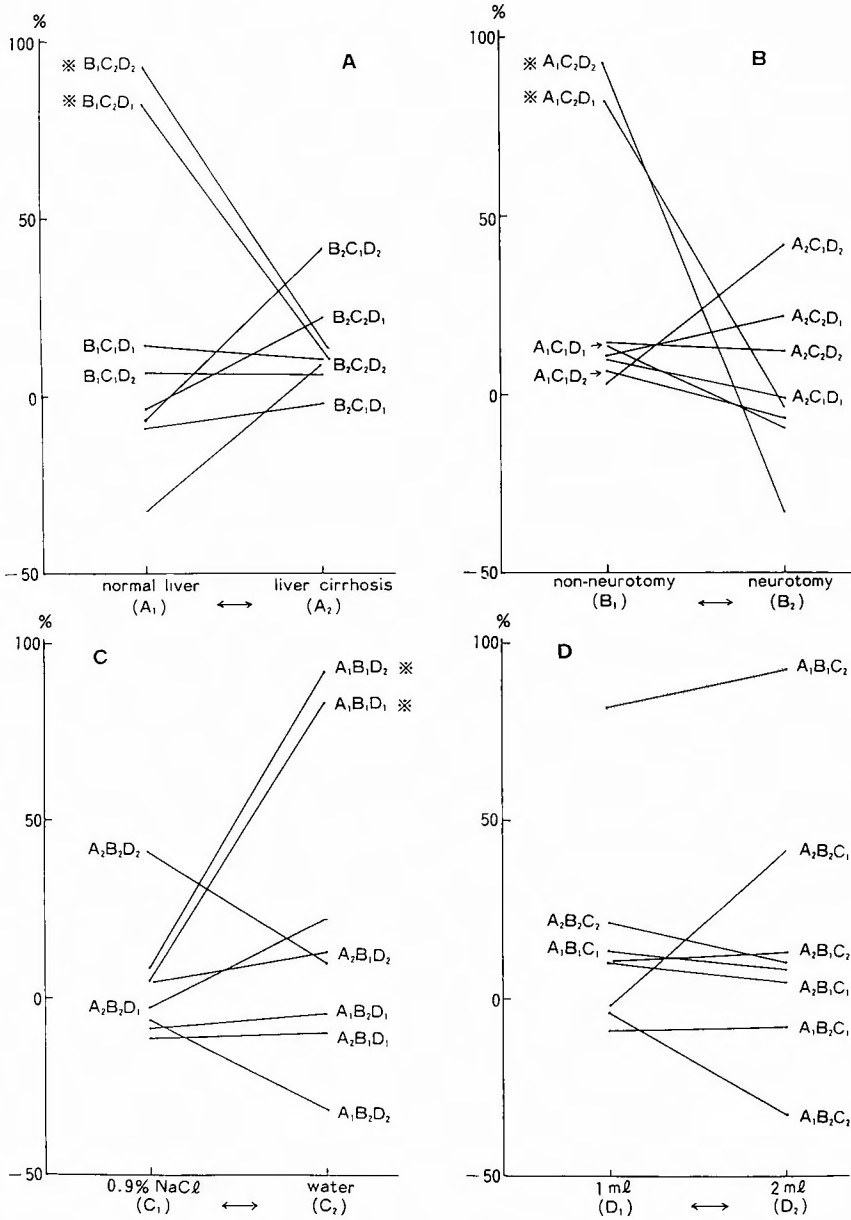 %
A
100
※ B₁C₂D₂
※ B₁C₂D₁
50
B₂C₁D₂
B₂C₂D₁
B₁C₁D₁
B₂C₂D₂
B₁C₁D₂
0
B₂C₁D₁
−50
normal liver
(A₁)
↔
liver cirrhosis
(A₂)
%
B
100
※ A₁C₂D₂
※ A₁C₂D₁
50
A₂C₁D₂
A₂C₂D₁
A₁C₁D₁→
A₂C₂D₂
A₁C₁D₂→
0
A₂C₁D₁
−50
non-neurotomy
(B₁)
↔
neurotomy
(B₂)
%
C
100
A₁B₁D₂ ※
A₁B₁D₁ ※
50
A₂B₂D₂
A₂B₁D₂
0
A₂B₂D₁
A₁B₂D₁
A₂B₁D₁
A₁B₂D₂
−50
0.9% NaCℓ
(C₁)
↔
water
(C₂)
%
D
100
A₁B₁C₂
50
A₂B₂C₁
A₂B₂C₂
A₁B₁C₁
A₂B₁C₂
A₂B₁C₁
0
A₁B₂C₁
A₁B₂C₂
−50
1 mℓ
(D₁)
↔
2 mℓ
(D₂)